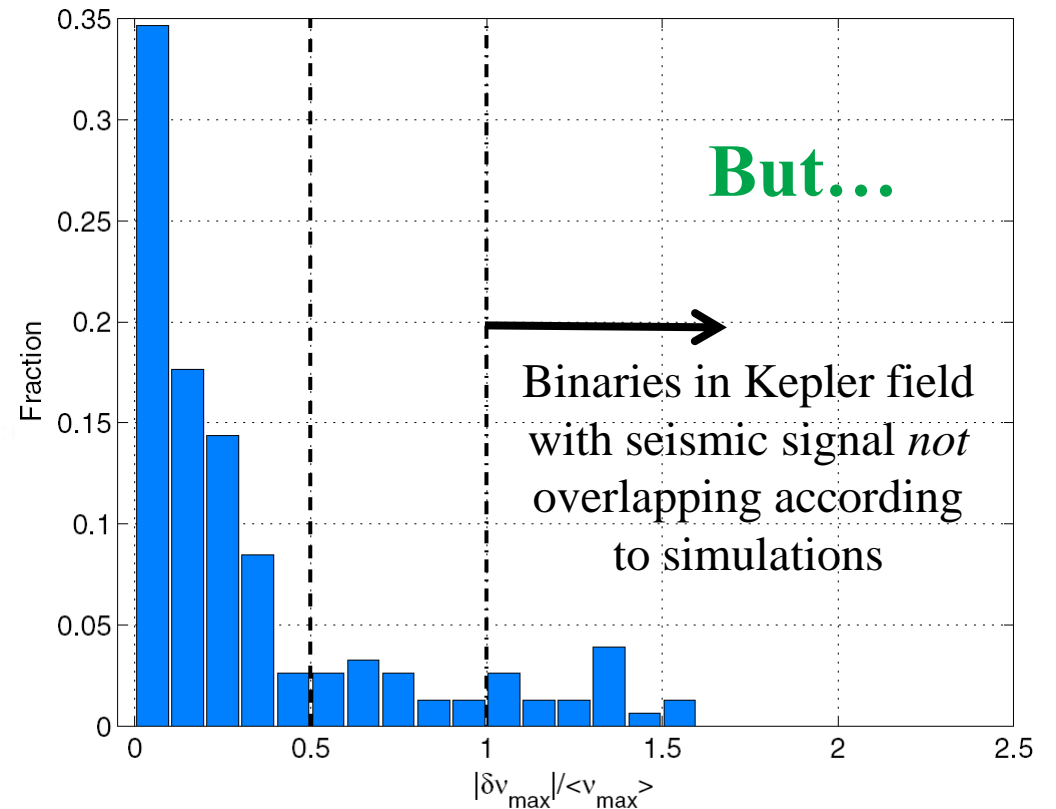 0.35
0.3
0.25
0.2
0.15
0.1
0.05
0
Fraction
But…
Binaries in Kepler field
with seismic signal not
overlapping according
to simulations
0 0.5 1 1.5 2 2.5
|δν_max|/<ν_max>